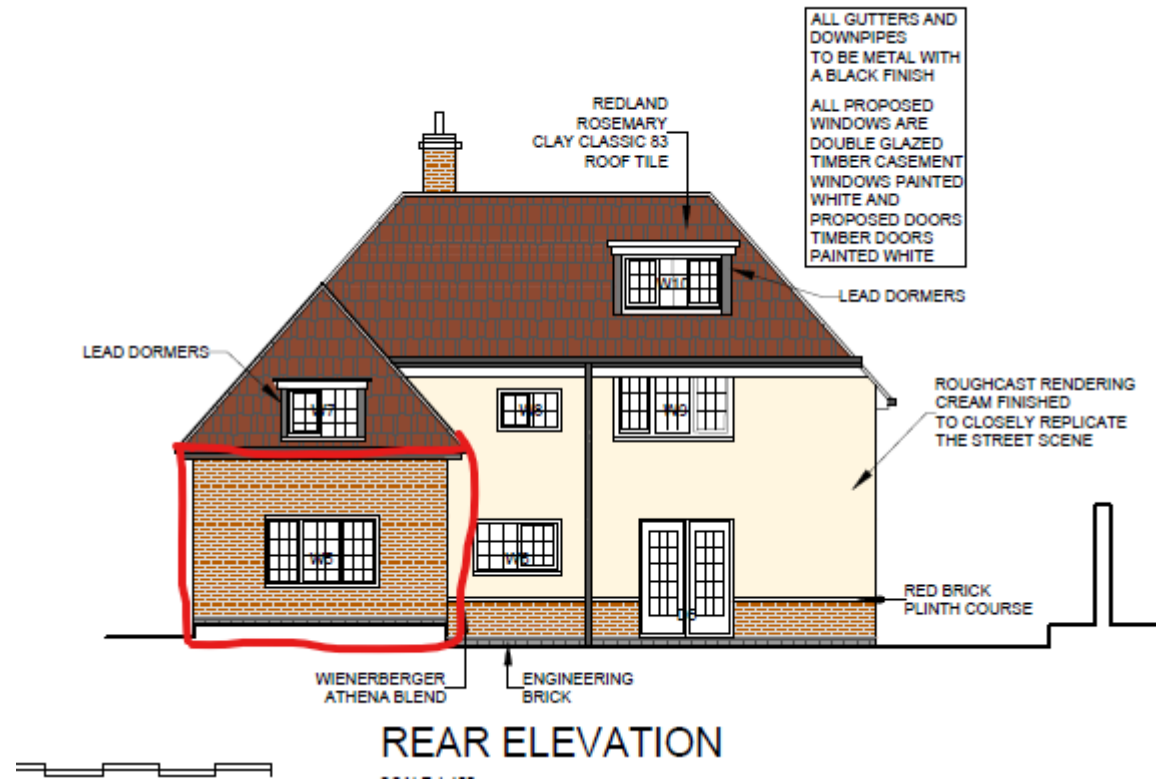 ALL GUTTERS AND
DOWNPIPES
TO BE METAL WITH
A BLACK FINISH
ALL PROPOSED
WINDOWS ARE
DOUBLE GLAZED
TIMBER CASEMENT
WINDOWS PAINTED
WHITE AND
PROPOSED DOORS
TIMBER DOORS
PAINTED WHITE
REDLAND
ROSEMARY
CLAY CLASSIC 83
ROOF TILE
W10
LEAD DORMERS
LEAD DORMERS
W7
W8
W9
ROUGHCAST RENDERING
CREAM FINISHED
TO CLOSELY REPLICATE
THE STREET SCENE
W5
RED BRICK
PLINTH COURSE
WIENERBERGER
ATHENA BLEND
ENGINEERING
BRICK
REAR ELEVATION